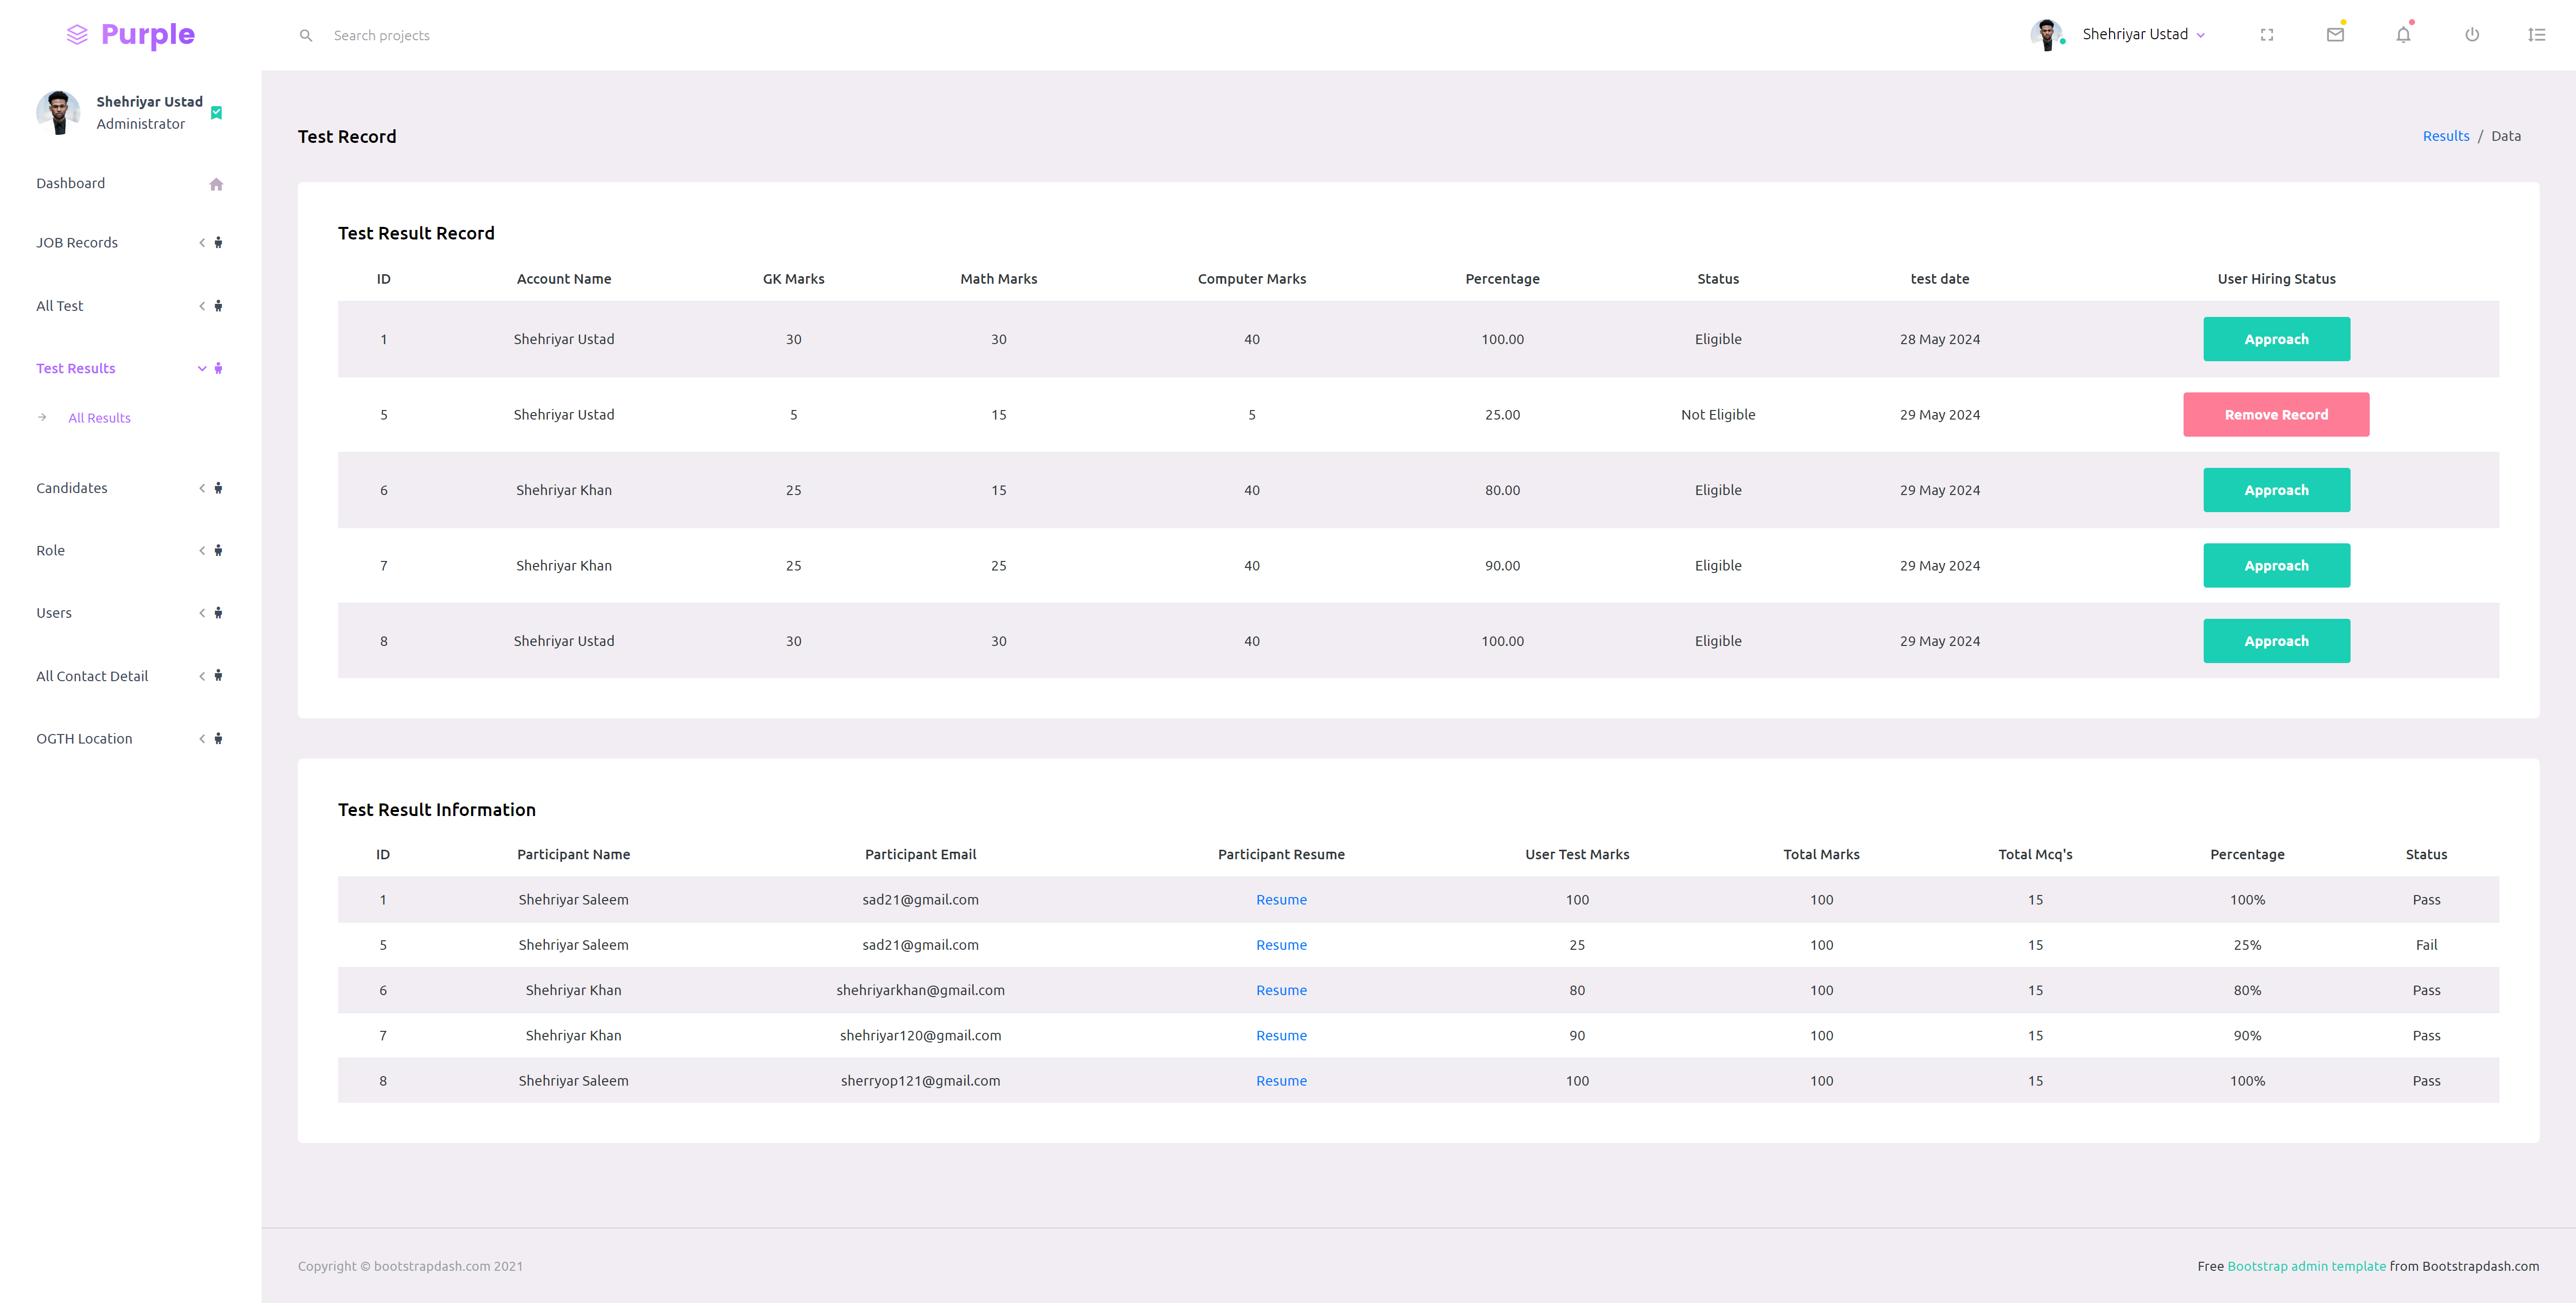 Purple
Search projects
Shehriyar Ustad
Shehriyar Ustad
Administrator
Dashboard
JOB Records
All Test
Test Results
All Results
Candidates
Role
Users
All Contact Detail
OGTH Location
Test Record
Results / Data
Test Result Record
ID Account Name GK Marks Math Marks Computer Marks Percentage Status test date User Hiring Status
1 Shehriyar Ustad 30 30 40 100.00 Eligible 28 May 2024 Approach
5 Shehriyar Ustad 5 15 5 25.00 Not Eligible 29 May 2024 Remove Record
6 Shehriyar Khan 25 15 40 80.00 Eligible 29 May 2024 Approach
7 Shehriyar Khan 25 25 40 90.00 Eligible 29 May 2024 Approach
8 Shehriyar Ustad 30 30 40 100.00 Eligible 29 May 2024 Approach
Test Result Information
ID Participant Name Participant Email Participant Resume User Test Marks Total Marks Total Mcq's Percentage Status
1 Shehriyar Saleem sad21@gmail.com Resume 100 100 15 100% Pass
5 Shehriyar Saleem sad21@gmail.com Resume 25 100 15 25% Fail
6 Shehriyar Khan shehriyarkhan@gmail.com Resume 80 100 15 80% Pass
7 Shehriyar Khan shehriyar120@gmail.com Resume 90 100 15 90% Pass
8 Shehriyar Saleem sherryop121@gmail.com Resume 100 100 15 100% Pass
Copyright © bootstrapdash.com 2021
Free Bootstrap admin template from Bootstrapdash.com